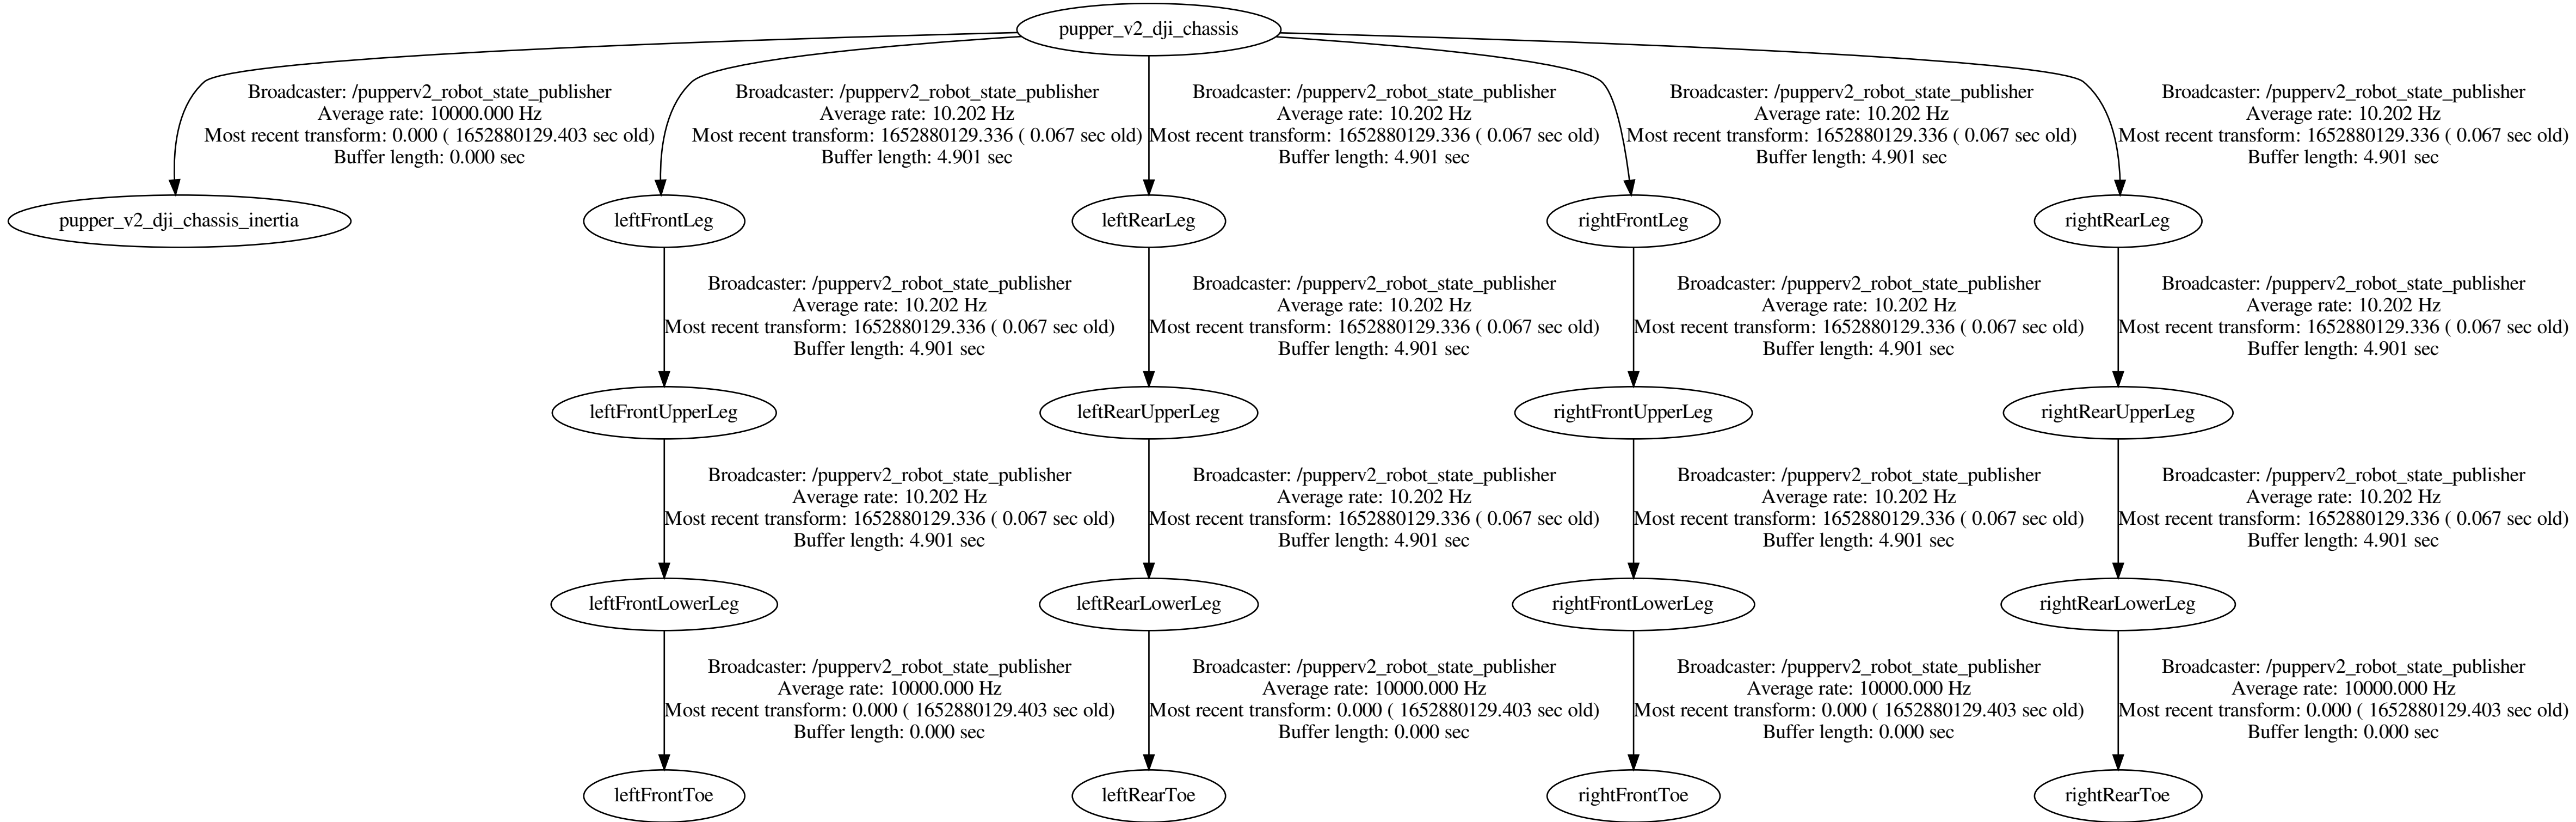 pupper_v2_dji_chassis
Broadcaster: /pupperv2_robot_state_publisher
Average rate: 10000.000 Hz
Most recent transform: 0.000 ( 1652880129.403 sec old)
Buffer length: 0.000 sec
Broadcaster: /pupperv2_robot_state_publisher
Average rate: 10.202 Hz
Most recent transform: 1652880129.336 ( 0.067 sec old)
Buffer length: 4.901 sec
Broadcaster: /pupperv2_robot_state_publisher
Average rate: 10.202 Hz
Most recent transform: 1652880129.336 ( 0.067 sec old)
Buffer length: 4.901 sec
Broadcaster: /pupperv2_robot_state_publisher
Average rate: 10.202 Hz
Most recent transform: 1652880129.336 ( 0.067 sec old)
Buffer length: 4.901 sec
Broadcaster: /pupperv2_robot_state_publisher
Average rate: 10.202 Hz
Most recent transform: 1652880129.336 ( 0.067 sec old)
Buffer length: 4.901 sec
pupper_v2_dji_chassis_inertia
leftFrontLeg
leftRearLeg
rightFrontLeg
rightRearLeg
Broadcaster: /pupperv2_robot_state_publisher
Average rate: 10.202 Hz
Most recent transform: 1652880129.336 ( 0.067 sec old)
Buffer length: 4.901 sec
Broadcaster: /pupperv2_robot_state_publisher
Average rate: 10.202 Hz
Most recent transform: 1652880129.336 ( 0.067 sec old)
Buffer length: 4.901 sec
Broadcaster: /pupperv2_robot_state_publisher
Average rate: 10.202 Hz
Most recent transform: 1652880129.336 ( 0.067 sec old)
Buffer length: 4.901 sec
Broadcaster: /pupperv2_robot_state_publisher
Average rate: 10.202 Hz
Most recent transform: 1652880129.336 ( 0.067 sec old)
Buffer length: 4.901 sec
leftFrontUpperLeg
leftRearUpperLeg
rightFrontUpperLeg
rightRearUpperLeg
Broadcaster: /pupperv2_robot_state_publisher
Average rate: 10.202 Hz
Most recent transform: 1652880129.336 ( 0.067 sec old)
Buffer length: 4.901 sec
Broadcaster: /pupperv2_robot_state_publisher
Average rate: 10.202 Hz
Most recent transform: 1652880129.336 ( 0.067 sec old)
Buffer length: 4.901 sec
Broadcaster: /pupperv2_robot_state_publisher
Average rate: 10.202 Hz
Most recent transform: 1652880129.336 ( 0.067 sec old)
Buffer length: 4.901 sec
Broadcaster: /pupperv2_robot_state_publisher
Average rate: 10.202 Hz
Most recent transform: 1652880129.336 ( 0.067 sec old)
Buffer length: 4.901 sec
leftFrontLowerLeg
leftRearLowerLeg
rightFrontLowerLeg
rightRearLowerLeg
Broadcaster: /pupperv2_robot_state_publisher
Average rate: 10000.000 Hz
Most recent transform: 0.000 ( 1652880129.403 sec old)
Buffer length: 0.000 sec
Broadcaster: /pupperv2_robot_state_publisher
Average rate: 10000.000 Hz
Most recent transform: 0.000 ( 1652880129.403 sec old)
Buffer length: 0.000 sec
Broadcaster: /pupperv2_robot_state_publisher
Average rate: 10000.000 Hz
Most recent transform: 0.000 ( 1652880129.403 sec old)
Buffer length: 0.000 sec
Broadcaster: /pupperv2_robot_state_publisher
Average rate: 10000.000 Hz
Most recent transform: 0.000 ( 1652880129.403 sec old)
Buffer length: 0.000 sec
leftFrontToe
leftRearToe
rightFrontToe
rightRearToe